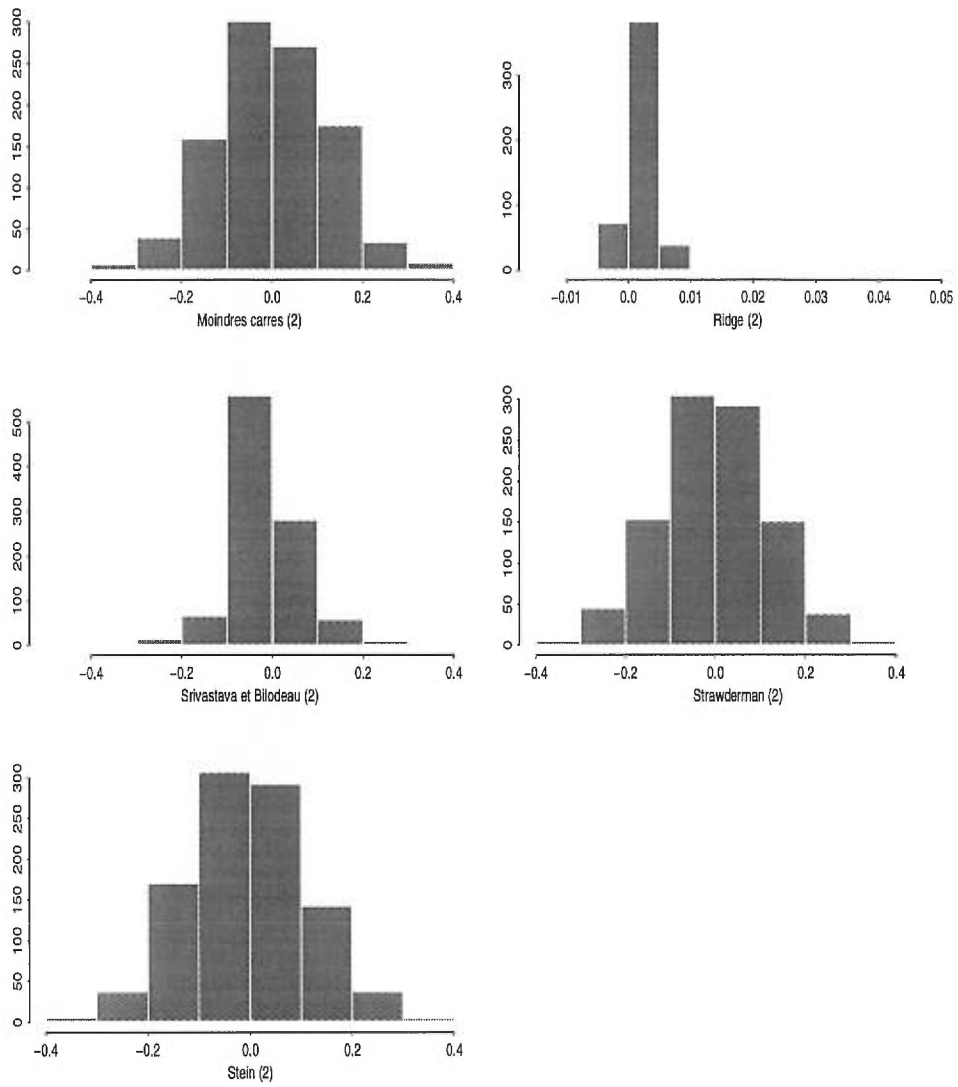 0 50 100 150 200 250 300
−0.4 −0.2 0.0 0.2 0.4
Moindres carres (2)
100 200 300
0
−0.01 0.0 0.01 0.02 0.03 0.04 0.05
Ridge (2)
0 100 200 300 400 500
−0.4 −0.2 0.0 0.2 0.4
Srivastava et Bilodeau (2)
0 50 100 150 200 250 300
−0.4 −0.2 0.0 0.2 0.4
Strawderman (2)
0 50 100 150 200 250 300
−0.4 −0.2 0.0 0.2 0.4
Stein (2)